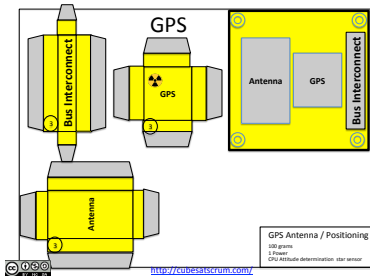 GPS
Bus Interconnect
3
GPS
3
Antenna
GPS
Bus Interconnect
Antenna
3
GPS Antenna / Positioning
100 grams
1 Power
CPU Attitude determination star sensor
http://cubesatscrum.com/